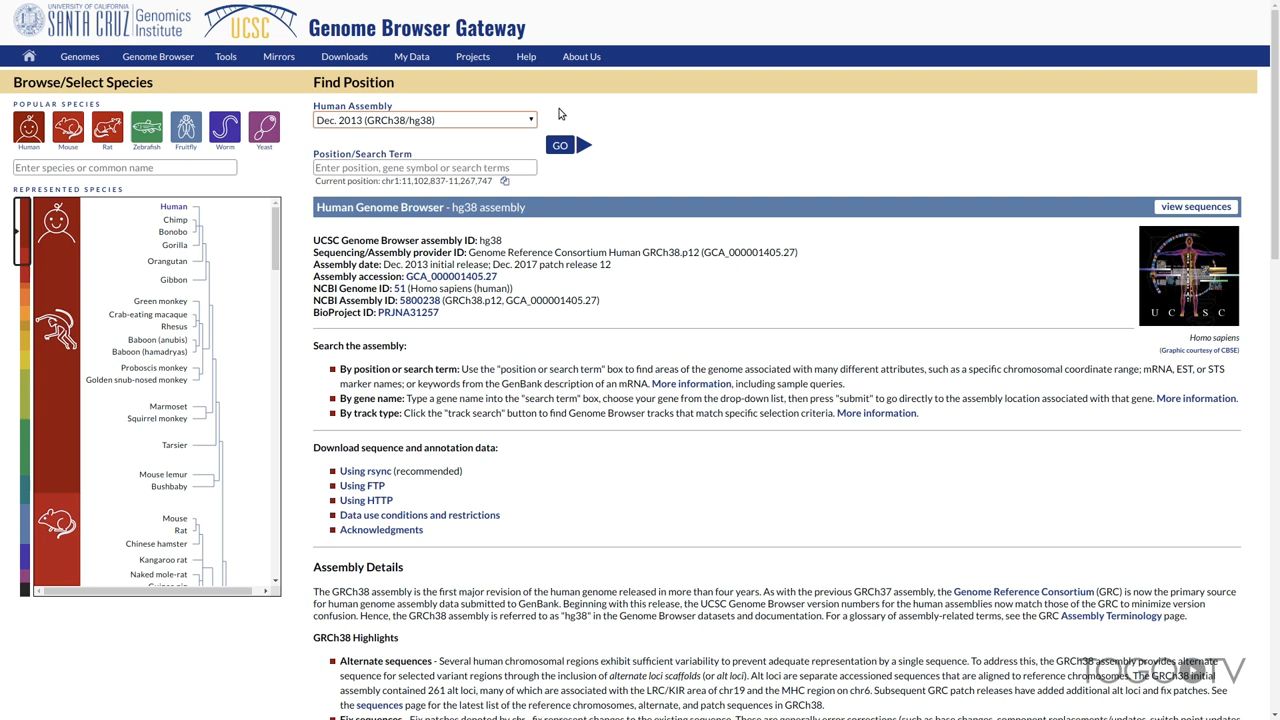 UNIVERSITY OF CALIFORNIA
SANTA CRUZ Genomics Institute
UCSC
Genome Browser Gateway
Genomes Genome Browser Tools Mirrors Downloads My Data Projects Help About Us
Browse/Select Species
POPULAR SPECIES
Human Mouse Rat Zebrafish Fruitfly Worm Yeast
Enter species or common name
REPRESENTED SPECIES
Human
Chimp
Bonobo
Gorilla
Orangutan
Gibbon
Green monkey
Crab-eating macaque
Rhesus
Baboon (anubis)
Baboon (hamadryas)
Proboscis monkey
Golden snub-nosed monkey
Marmoset
Squirrel monkey
Tarsier
Mouse lemur
Bushbaby
Mouse
Rat
Chinese hamster
Kangaroo rat
Naked mole-rat
Find Position
Human Assembly
Dec. 2013 (GRCh38/hg38)
GO
Position/Search Term
Enter position, gene symbol or search terms
Current position: chr1:11,102,837-11,267,747
Human Genome Browser - hg38 assembly
view sequences
UCSC Genome Browser assembly ID: hg38
Sequencing/Assembly provider ID: Genome Reference Consortium Human GRCh38.p12 (GCA_000001405.27)
Assembly date: Dec. 2013 initial release; Dec. 2017 patch release 12
Assembly accession: GCA_000001405.27
NCBI Genome ID: 51 (Homo sapiens (human))
NCBI Assembly ID: 5800238 (GRCh38.p12, GCA_000001405.27)
BioProject ID: PRJNA31257
U C S C
Homo sapiens
(Graphic courtesy of CBSE)
Search the assembly:
By position or search term: Use the "position or search term" box to find areas of the genome associated with many different attributes, such as a specific chromosomal coordinate range; mRNA, EST, or STS
marker names; or keywords from the GenBank description of an mRNA. More information, including sample queries.
By gene name: Type a gene name into the "search term" box, choose your gene from the drop-down list, then press "submit" to go directly to the assembly location associated with that gene. More information.
By track type: Click the "track search" button to find Genome Browser tracks that match specific selection criteria. More information.
Download sequence and annotation data:
Using rsync (recommended)
Using FTP
Using HTTP
Data use conditions and restrictions
Acknowledgments
Assembly Details
The GRCh38 assembly is the first major revision of the human genome released in more than four years. As with the previous GRCh37 assembly, the Genome Reference Consortium (GRC) is now the primary source
for human genome assembly data submitted to GenBank. Beginning with this release, the UCSC Genome Browser version numbers for the human assemblies now match those of the GRC to minimize version
confusion. Hence, the GRCh38 assembly is referred to as "hg38" in the Genome Browser datasets and documentation. For a glossary of assembly-related terms, see the GRC Assembly Terminology page.
GRCh38 Highlights
Alternate sequences - Several human chromosomal regions exhibit sufficient variability to prevent adequate representation by a single sequence. To address this, the GRCh38 assembly provides alternate
sequence for selected variant regions through the inclusion of alternate loci scaffolds (or alt loci). Alt loci are separate accessioned sequences that are aligned to reference chromosomes. The GRCh38 initial
assembly contained 261 alt loci, many of which are associated with the LRC/KIR area of chr19 and the MHC region on chr6. Subsequent GRC patch releases have added additional alt loci and fix patches. See
the sequences page for the latest list of reference chromosomes, alternate, and patch sequences in GRCh38.